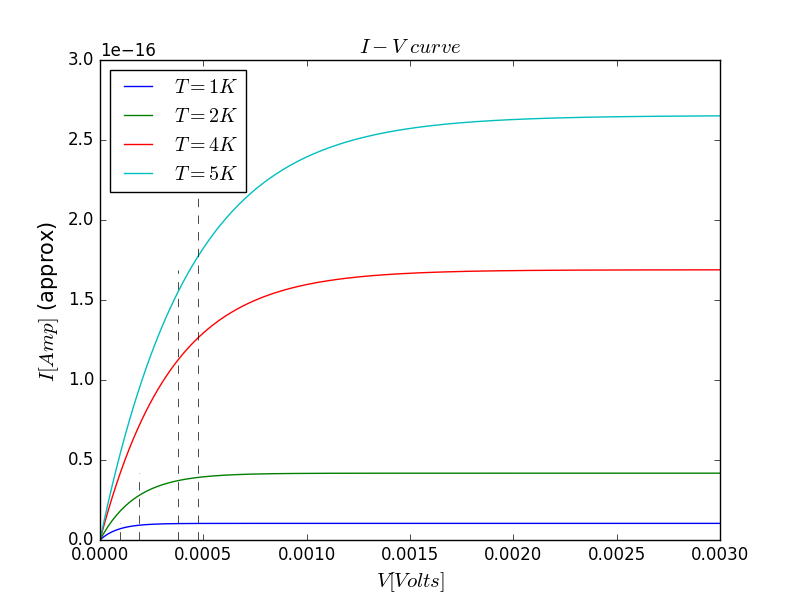 I − V curve
1e−16
3.0
2.5
2.0
1.5
1.0
0.5
0.0
T = 1K
T = 2K
T = 4K
T = 5K
I[Amp] (approx)
0.0000 0.0005 0.0010 0.0015 0.0020 0.0025 0.0030
V[Volts]